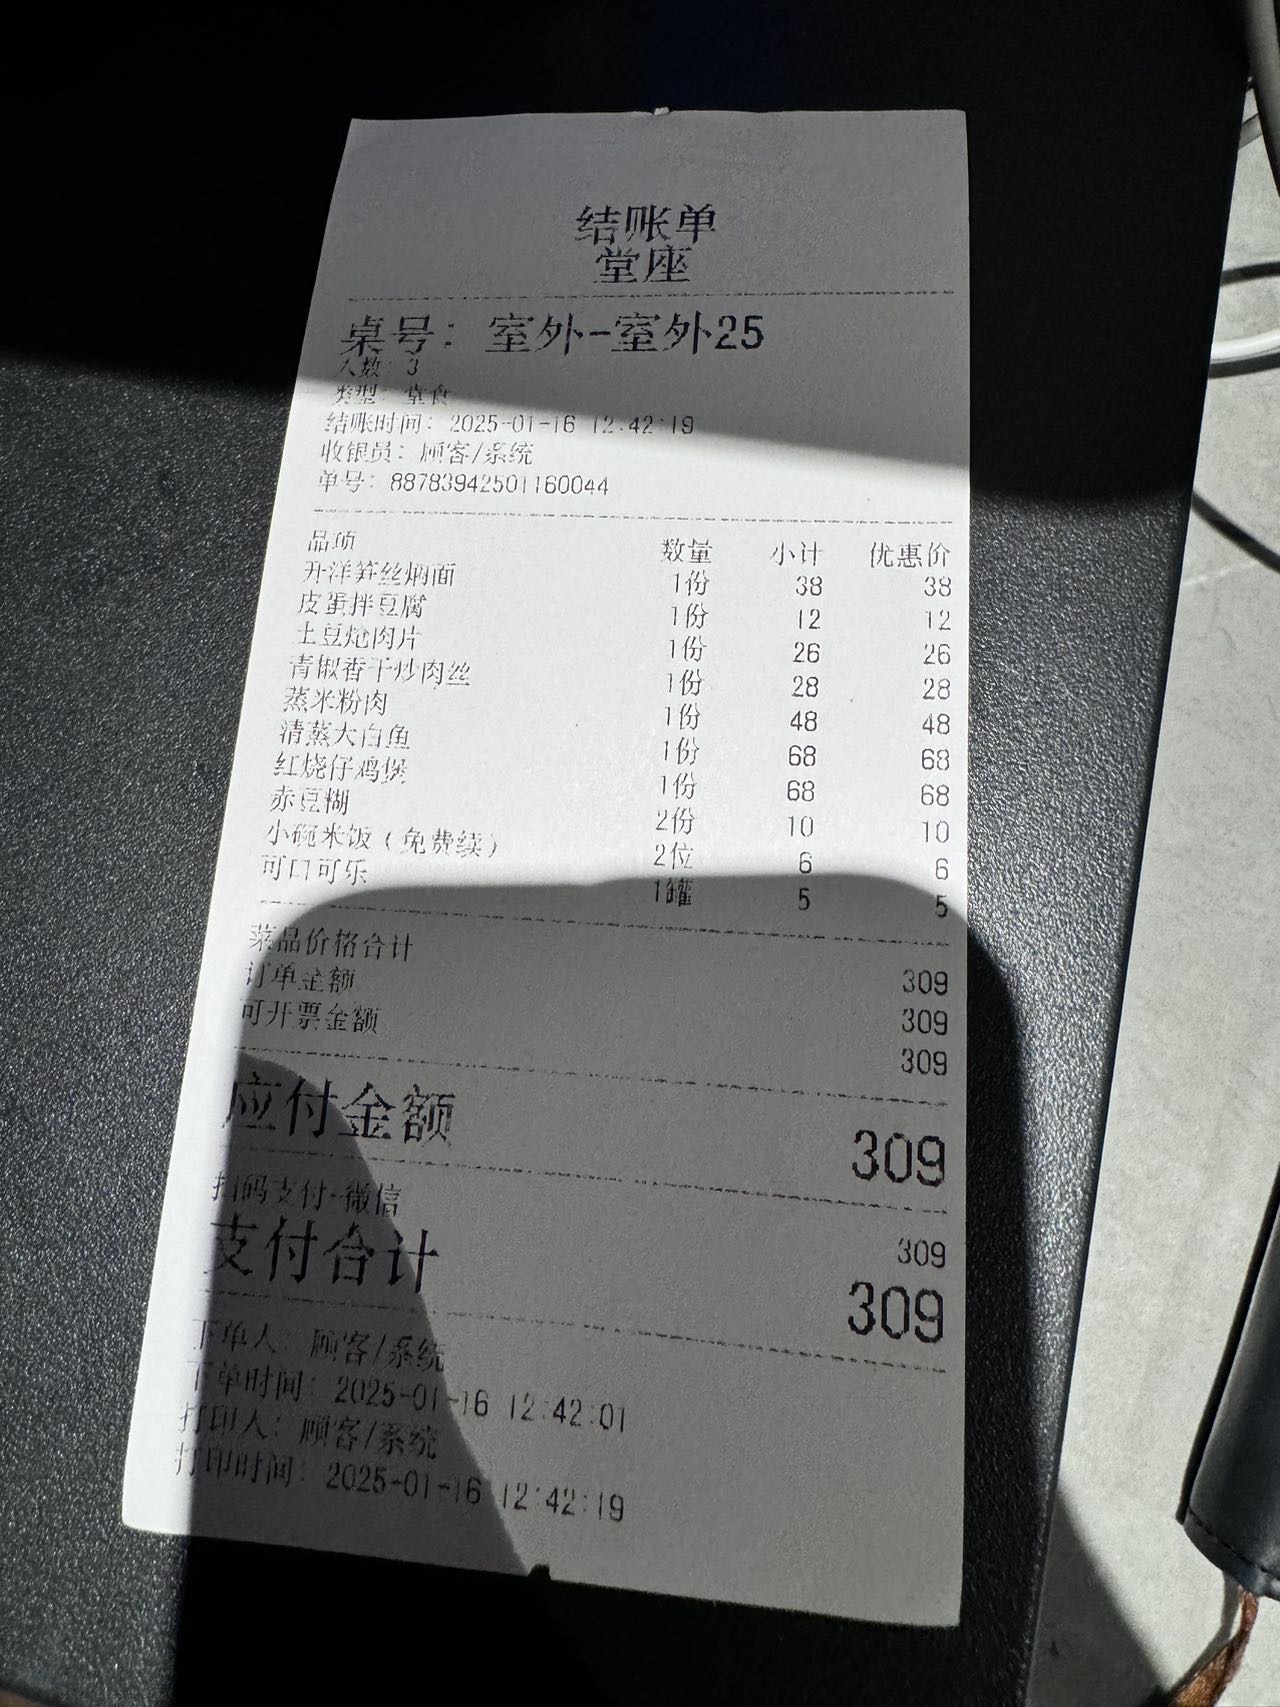 结账单
堂座
桌号：室外-室外25
人数：3
类型：堂食
结账时间：2025-01-16 12:42:19
收银员：顾客/系统
单号：88783942501160044
品项 数量 小计 优惠价
开洋笋丝焖面 1份 38 38
皮蛋拌豆腐 1份 12 12
土豆炝肉片 1份 26 26
青椒香干炒肉丝 1份 28 28
蒸米粉肉 1份 48 48
清蒸大白鱼 1份 68 68
红烧仔鸡煲 1份 68 68
赤豆糊 2份 10 10
小碗米饭（免费续） 2位 6 6
可口可乐 1罐 5 5
菜品价格合计 309
订单金额 309
可开票金额 309
应付金额 309
扫码支付-微信 309
支付合计 309
下单人：顾客/系统
下单时间：2025-01-16 12:42:01
打印人：顾客/系统
打印时间：2025-01-16 12:42:19